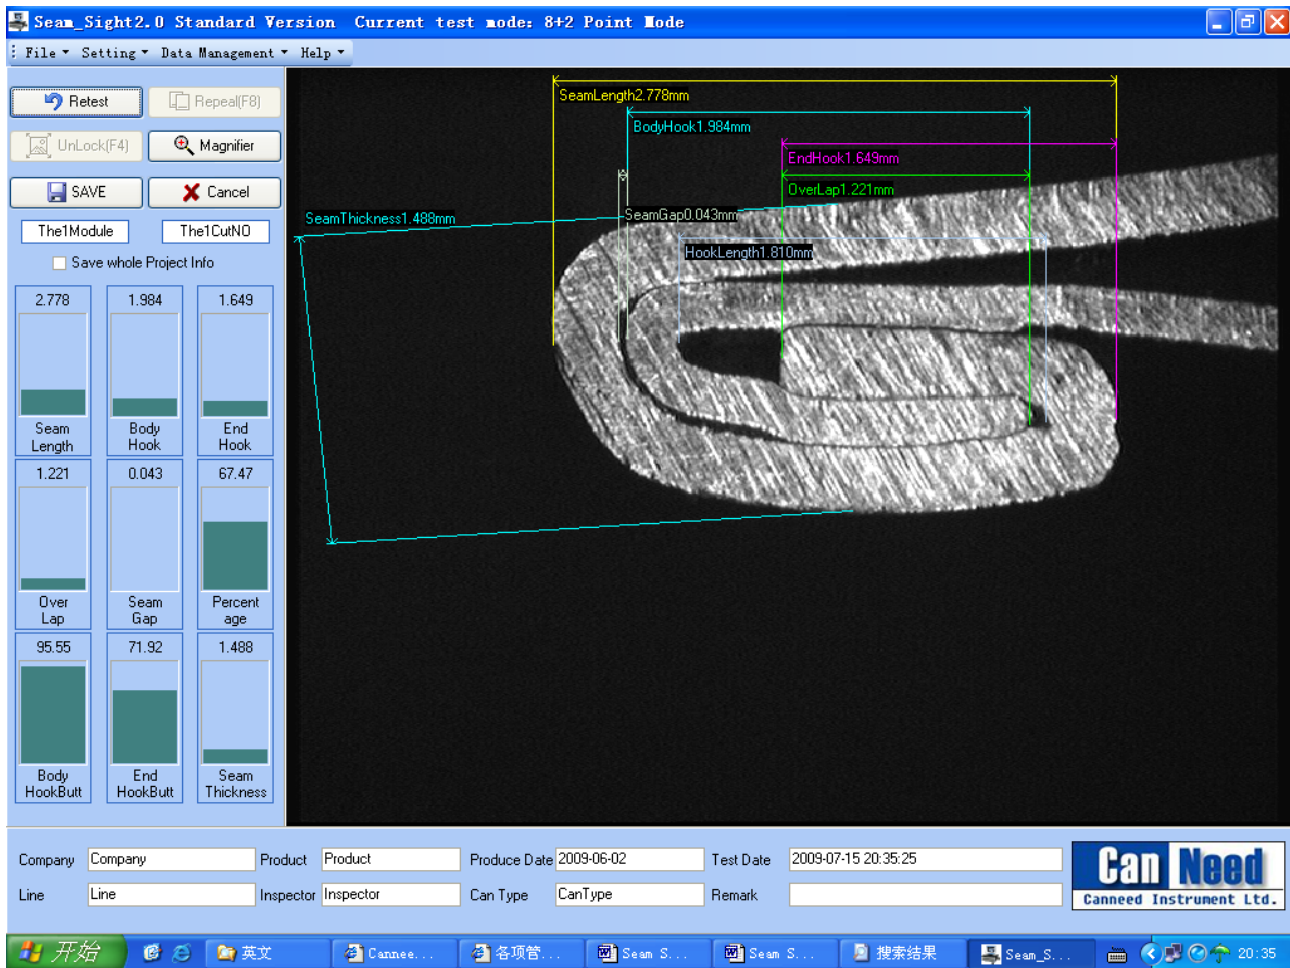 Seam_Sight2.0 Standard Version Current test mode: 8+2 Point Mode
File Setting Data Management Help
Retest Repeal(F8)
UnLock(F4) Magnifier
SAVE Cancel
The1Module The1CutNO
Save whole Project Info
2.778 1.984 1.649
Seam Length Body Hook End Hook
1.221 0.043 67.47
Over Lap Seam Gap Percent age
95.55 71.92 1.488
Body HookButt End HookButt Seam Thickness
SeamLength2.778mm
BodyHook1.984mm
EndHook1.649mm
OverLap1.221mm
SeamThickness1.488mm
SeamGap0.043mm
HookLength1.810mm
Company Company Product Product Produce Date 2009-06-02 Test Date 2009-07-15 20:35:25
Line Line Inspector Inspector Can Type CanType Remark
Can Need
Canneed Instrument Ltd.
开始 英文 Cannee... 各项管... Seam S... Seam S... 搜索结果 Seam_S... 20:35